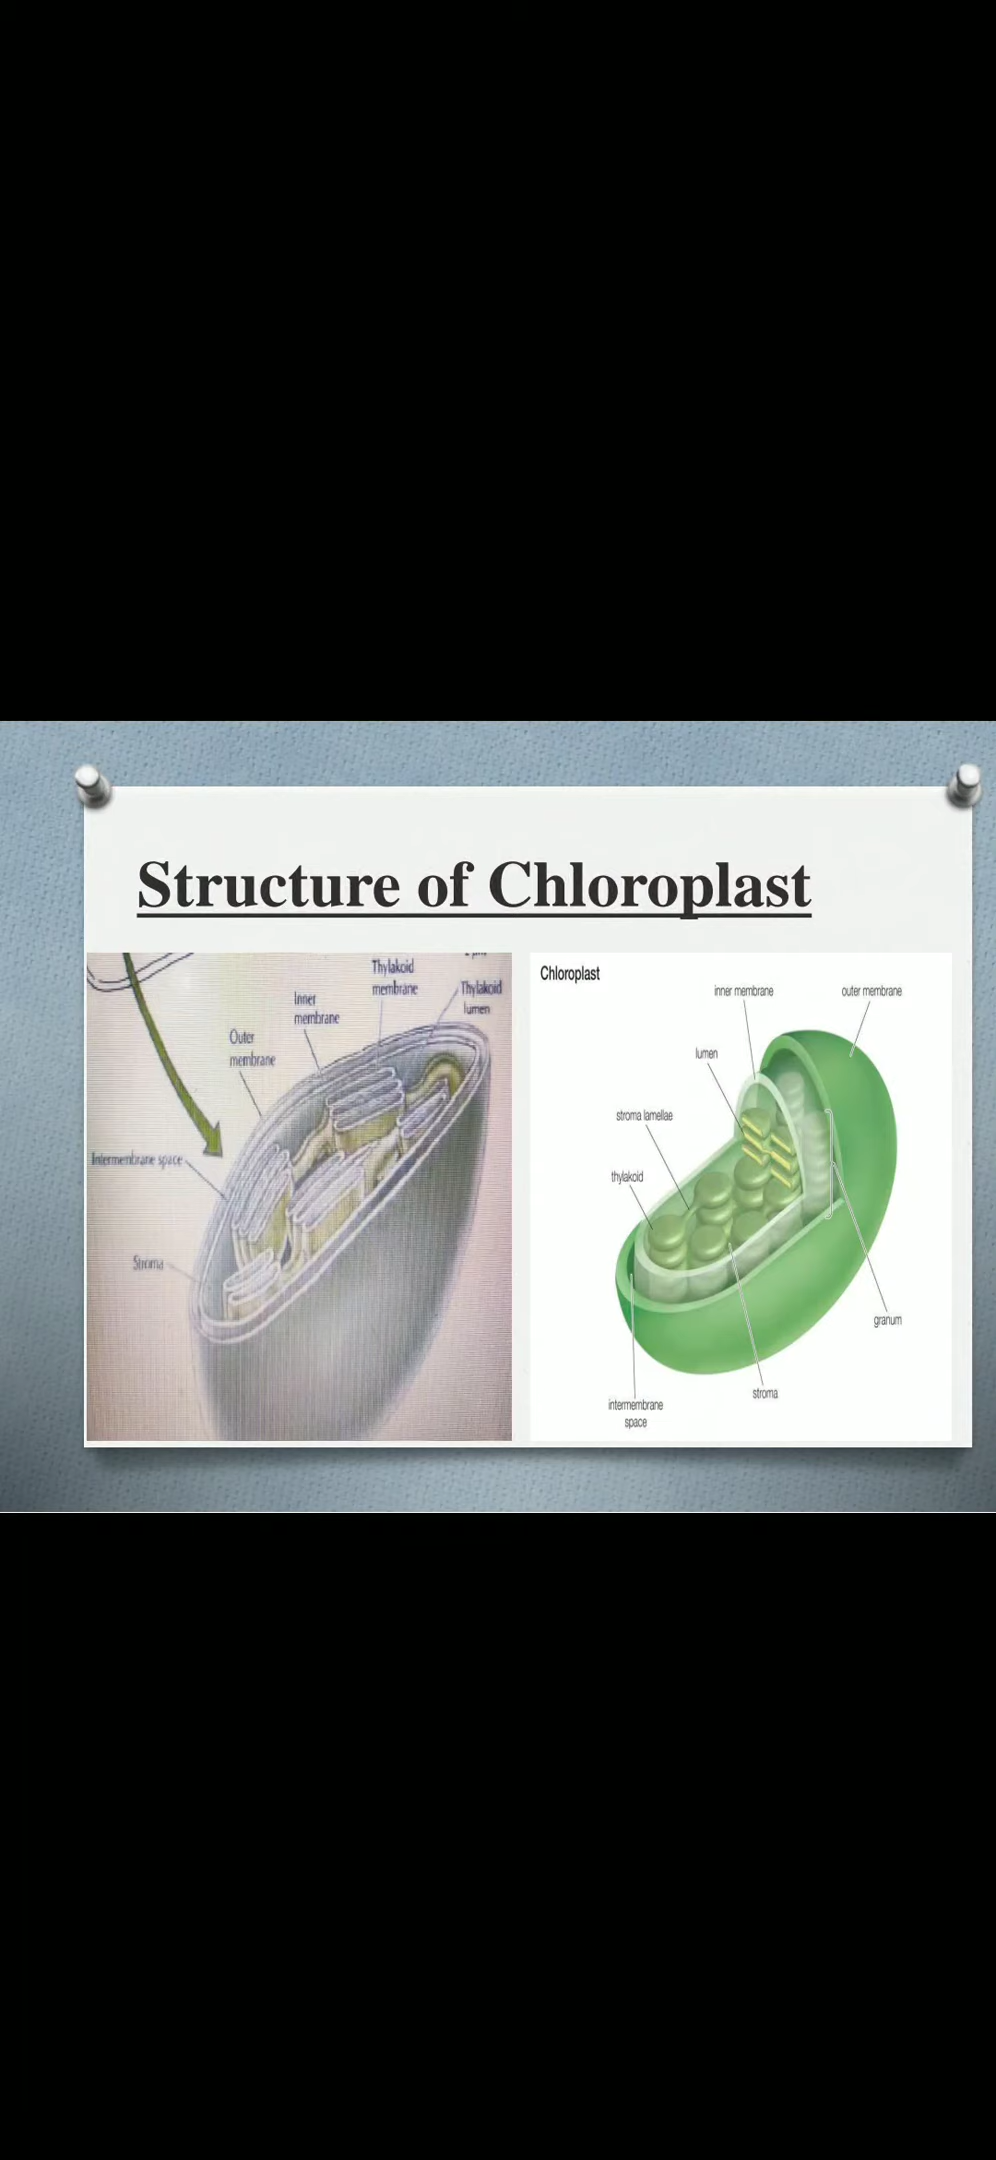 Structure of Chloroplast
Thylakoid
membrane
Thylakoid
lumen
Inner
membrane
Outer
membrane
Intermembrane space
Stroma
Chloroplast
inner membrane
outer membrane
lumen
stroma lamellae
thylakoid
granum
stroma
intermembrane
space